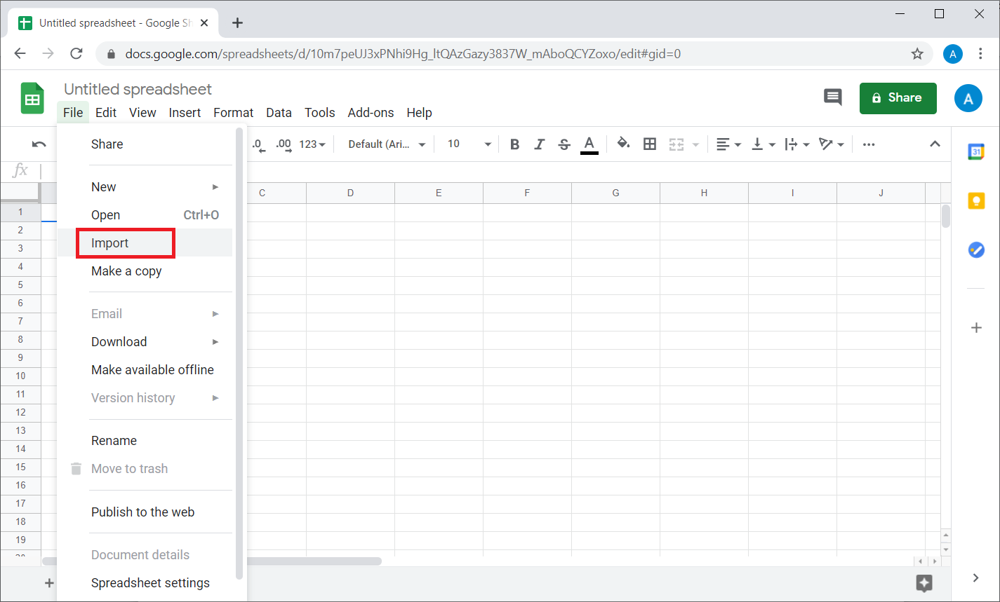 Untitled spreadsheet - Google Sh
docs.google.com/spreadsheets/d/10m7peUJ3xPNhi9Hg_ltQAzGazy3837W_mAboQCYZoxo/edit#gid=0
A
Untitled spreadsheet
File Edit View Insert Format Data Tools Add-ons Help
Share
A
.0 .00 123 Default (Ari... 10 B I S A
31
fx
C D E F G H I J
1
2
3
4
5
6
7
8
9
10
11
12
13
14
15
16
17
18
19
Share
New
Open Ctrl+O
Import
Make a copy
Email
Download
Make available offline
Version history
Rename
Move to trash
Publish to the web
Document details
Spreadsheet settings